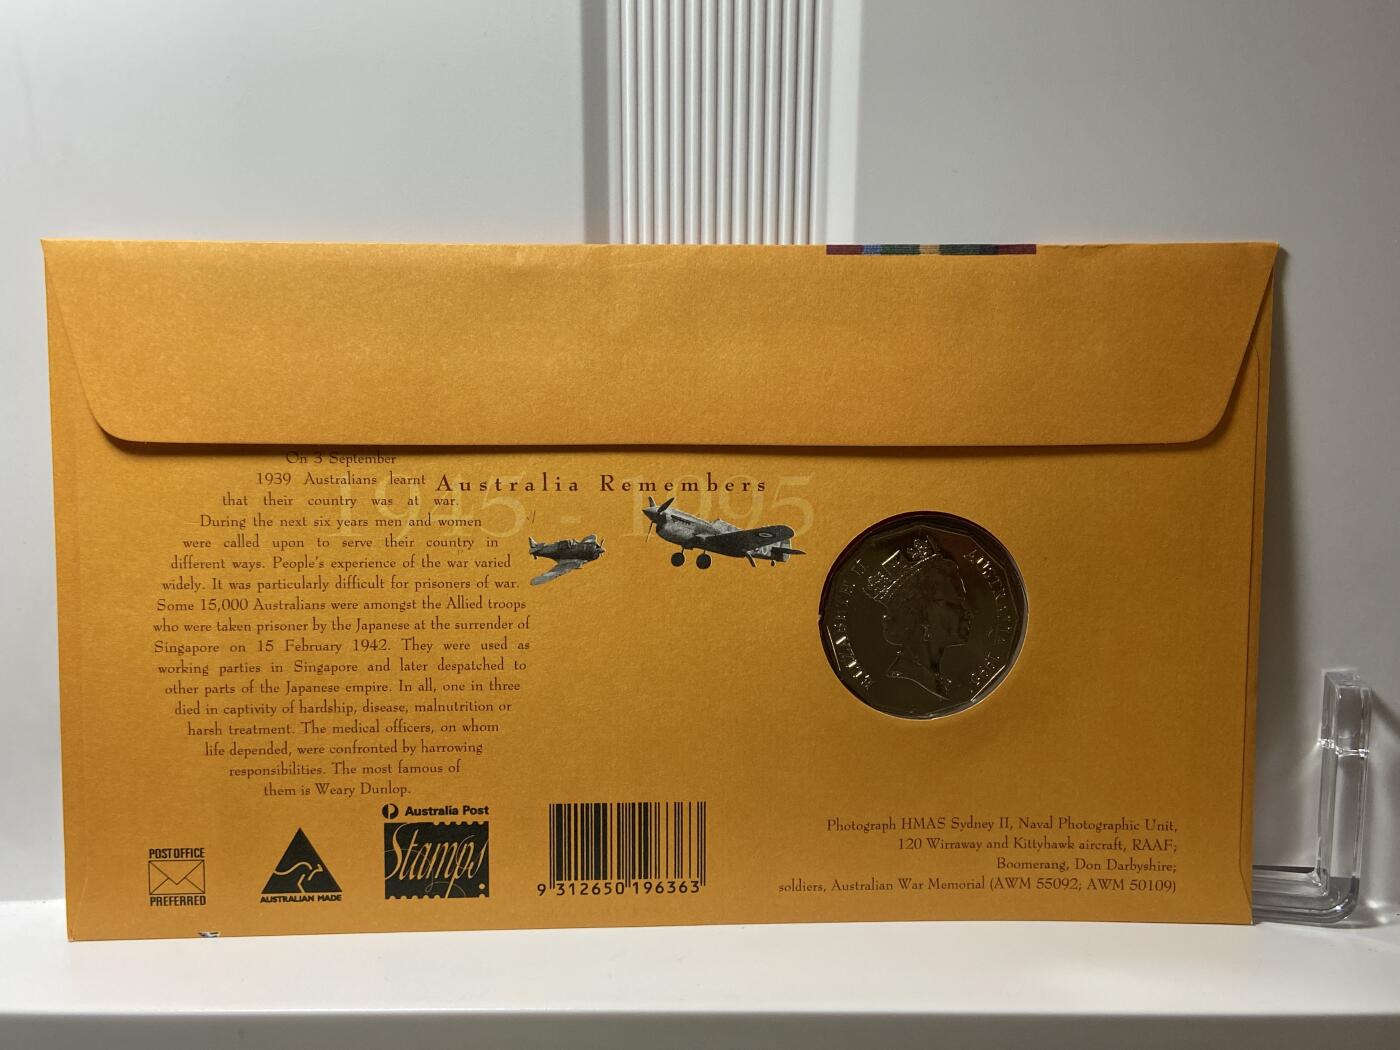 On 3 September
1939 Australians learnt
that their country was at war.
During the next six years men and women
were called upon to serve their country in
different ways. People's experience of the war varied
widely. It was particularly difficult for prisoners of war.
Some 15,000 Australians were amongst the Allied troops
who were taken prisoner by the Japanese at the surrender of
Singapore on 15 February 1942. They were used as
working parties in Singapore and later despatched to
other parts of the Japanese empire. In all, one in three
died in captivity of hardship, disease, malnutrition or
harsh treatment. The medical officers, on whom
life depended, were confronted by harrowing
responsibilities. The most famous of
them is Weary Dunlop.
Australia Remembers
1945 - 1995
ELIZABETH II
AUSTRALIA 1995
POST OFFICE
PREFERRED
AUSTRALIAN MADE
Australia Post
Stamps
9 312650 196363
Photograph HMAS Sydney II, Naval Photographic Unit,
120 Wirraway and Kittyhawk aircraft, RAAF;
Boomerang, Don Darbyshire;
soldiers, Australian War Memorial (AWM 55092; AWM 50109)